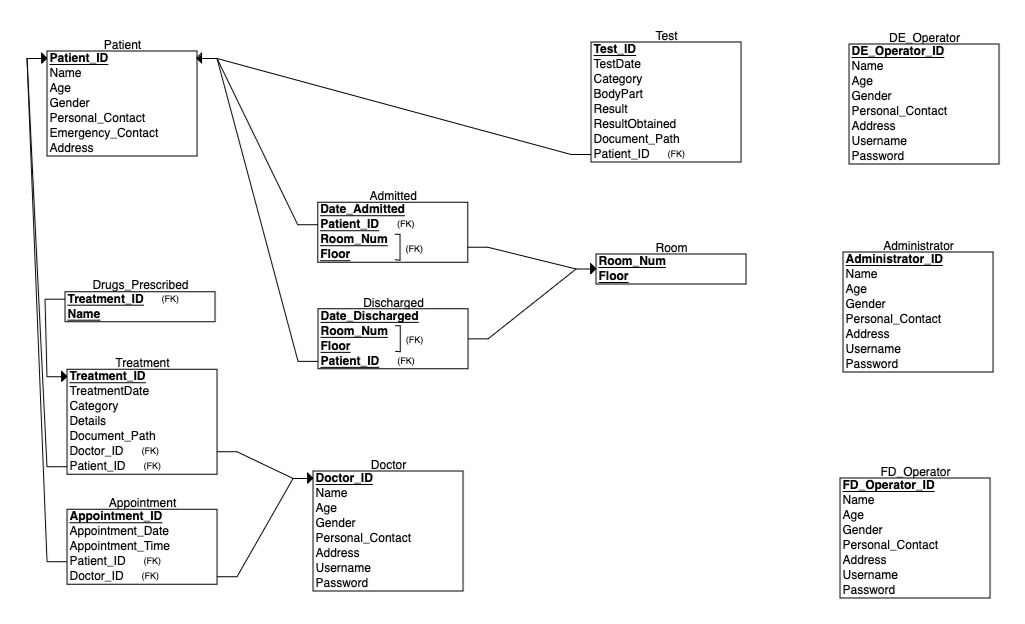 Patient
Patient_ID
Name
Age
Gender
Personal_Contact
Emergency_Contact
Address
Test
Test_ID
TestDate
Category
BodyPart
Result
ResultObtained
Document_Path
Patient_ID (FK)
DE_Operator
DE_Operator_ID
Name
Age
Gender
Personal_Contact
Address
Username
Password
Admitted
Date_Admitted
Patient_ID (FK)
Room_Num
Floor
(FK)
Room
Room_Num
Floor
Administrator
Administrator_ID
Name
Age
Gender
Personal_Contact
Address
Username
Password
Drugs_Prescribed
Treatment_ID (FK)
Name
Discharged
Date_Discharged
Room_Num
Floor
(FK)
Patient_ID (FK)
Treatment
Treatment_ID
TreatmentDate
Category
Details
Document_Path
Doctor_ID (FK)
Patient_ID (FK)
Doctor
Doctor_ID
Name
Age
Gender
Personal_Contact
Address
Username
Password
FD_Operator
FD_Operator_ID
Name
Age
Gender
Personal_Contact
Address
Username
Password
Appointment
Appointment_ID
Appointment_Date
Appointment_Time
Patient_ID (FK)
Doctor_ID (FK)